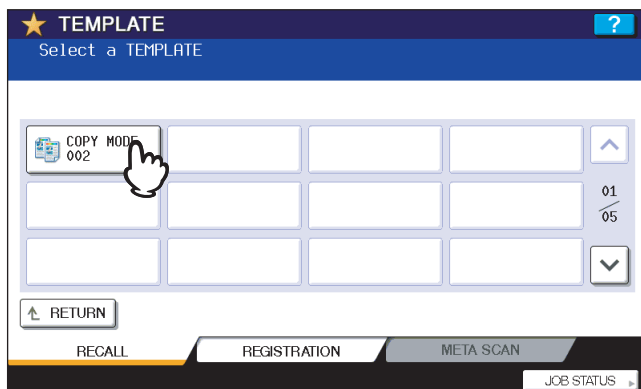 TEMPLATE
?
Select a TEMPLATE
COPY MODE
002
01
05
RETURN
RECALL
REGISTRATION
META SCAN
JOB STATUS